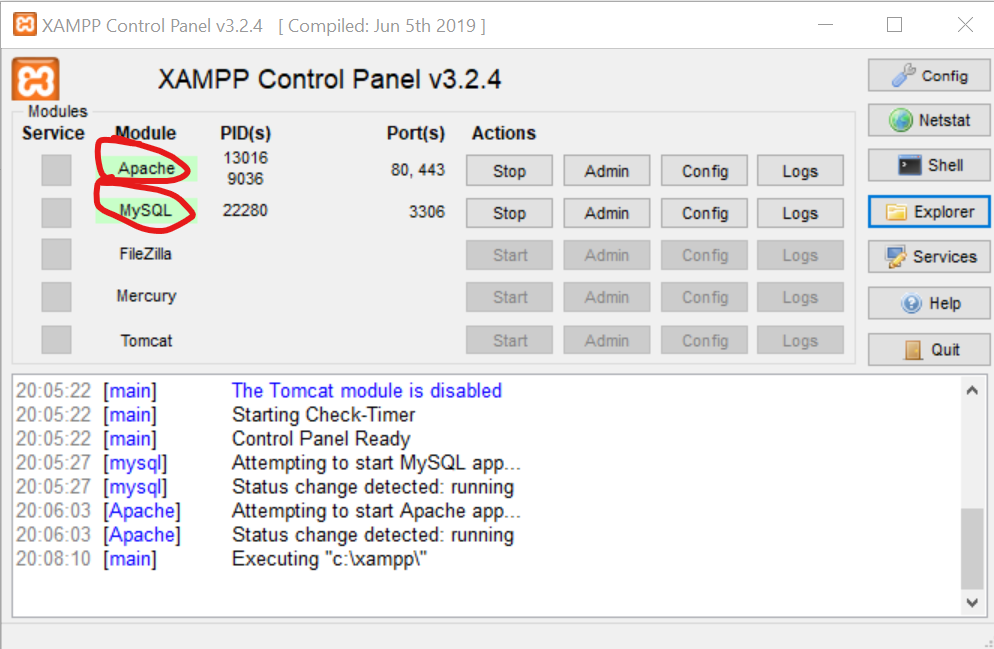 XAMPP Control Panel v3.2.4 [ Compiled: Jun 5th 2019 ]
XAMPP Control Panel v3.2.4
Config
Modules
Service Module PID(s) Port(s) Actions
Netstat
Apache 13016 9036 80, 443 Stop Admin Config Logs
Shell
MySQL 22280 3306 Stop Admin Config Logs
Explorer
FileZilla Start Admin Config Logs
Services
Mercury Start Admin Config Logs
Help
Tomcat Start Admin Config Logs
Quit
20:05:22 [main] The Tomcat module is disabled
20:05:22 [main] Starting Check-Timer
20:05:22 [main] Control Panel Ready
20:05:27 [mysql] Attempting to start MySQL app...
20:05:27 [mysql] Status change detected: running
20:06:03 [Apache] Attempting to start Apache app...
20:06:03 [Apache] Status change detected: running
20:08:10 [main] Executing "c:\xampp\"